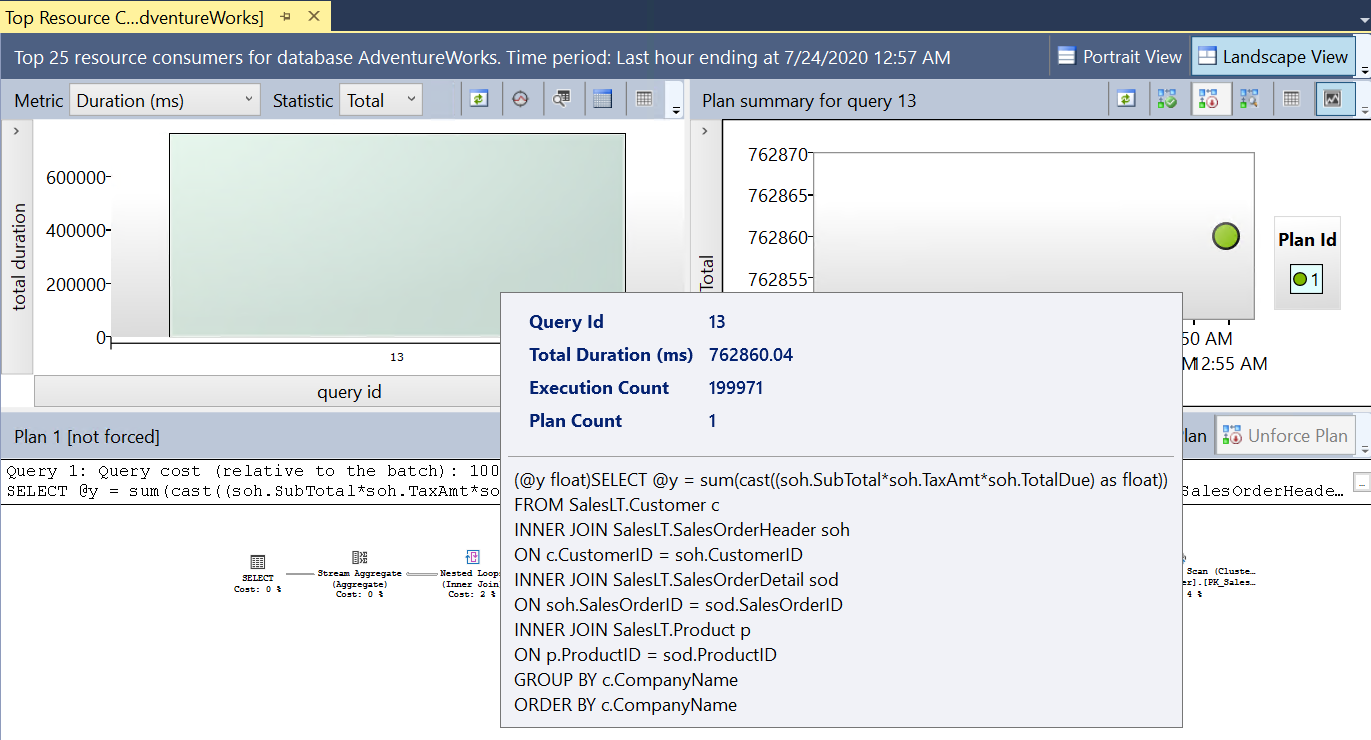 Top Resource C...dventureWorks]
Top 25 resource consumers for database AdventureWorks. Time period: Last hour ending at 7/24/2020 12:57 AM
Portrait View
Landscape View
Metric Duration (ms) Statistic Total
Plan summary for query 13
total duration
600000
400000
200000
0
13
query id
Total
762870
762865
762860
762855
50 AM
12:55 AM
Plan Id
1
Query Id 13
Total Duration (ms) 762860.04
Execution Count 199971
Plan Count 1
(@y float)SELECT @y = sum(cast((soh.SubTotal*soh.TaxAmt*soh.TotalDue) as float))
FROM SalesLT.Customer c
INNER JOIN SalesLT.SalesOrderHeader soh
ON c.CustomerID = soh.CustomerID
INNER JOIN SalesLT.SalesOrderDetail sod
ON soh.SalesOrderID = sod.SalesOrderID
INNER JOIN SalesLT.Product p
ON p.ProductID = sod.ProductID
GROUP BY c.CompanyName
ORDER BY c.CompanyName
Plan 1 [not forced]
lan
Unforce Plan
Query 1: Query cost (relative to the batch): 100
SELECT @y = sum(cast((soh.SubTotal*soh.TaxAmt*so
SalesOrderHeade...
SELECT
Cost: 0 %
Stream Aggregate
(Aggregate)
Cost: 0 %
Nested Loop
(Inner Join
Cost: 2 %
Scan (Cluste...
er].[PK_Sales...
4 %